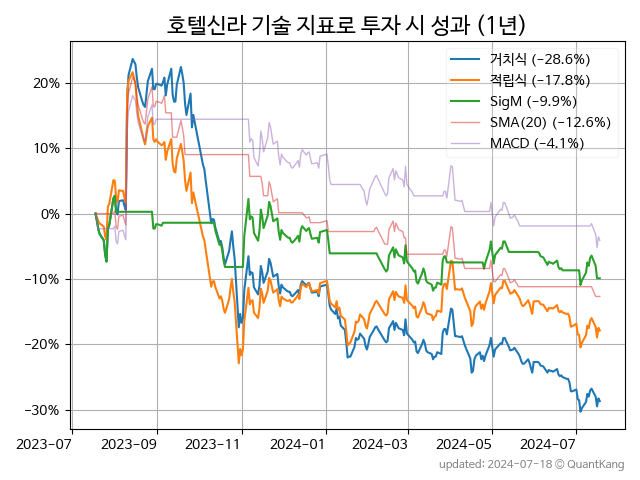 호텔신라 기술 지표로 투자 시 성과 (1년)
거치식 (−28.6%)
적립식 (−17.8%)
SigM (−9.9%)
SMA(20) (−12.6%)
MACD (−4.1%)
20%
10%
0%
−10%
−20%
−30%
2023-07 2023-09 2023-11 2024-01 2024-03 2024-05 2024-07
updated: 2024-07-18 © QuantKang